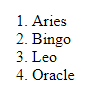 1. Aries
2. Bingo
3. Leo
4. Oracle